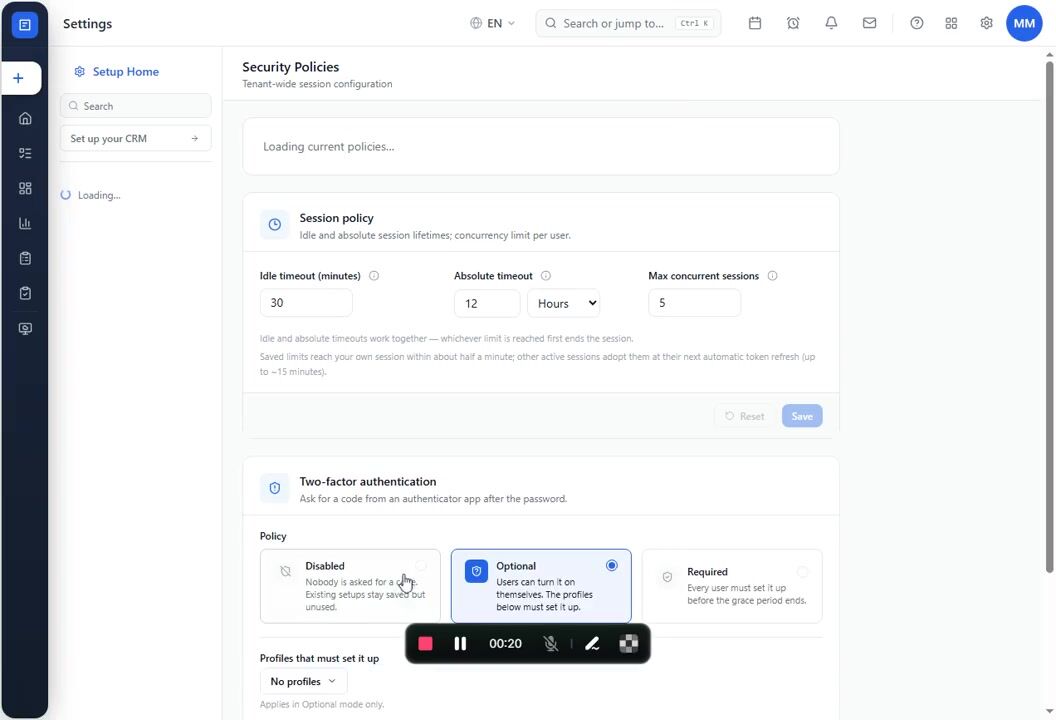 Settings
EN
Search or jump to...
Ctrl K
MM
Setup Home
Search
Set up your CRM
Loading...
Security Policies
Tenant-wide session configuration
Loading current policies...
Session policy
Idle and absolute session lifetimes; concurrency limit per user.
Idle timeout (minutes)
Absolute timeout
Max concurrent sessions
30
12
Hours
5
Idle and absolute timeouts work together — whichever limit is reached first ends the session.
Saved limits reach your own session within about half a minute; other active sessions adopt them at their next automatic token refresh (up
to ~15 minutes).
Reset
Save
Two-factor authentication
Ask for a code from an authenticator app after the password.
Policy
Disabled
Nobody is asked for a
Existing setups stay saved but
unused.
Optional
Users can turn it on
themselves. The profiles
below must set it up.
Required
Every user must set it up
before the grace period ends.
00:20
Profiles that must set it up
No profiles
Applies in Optional mode only.